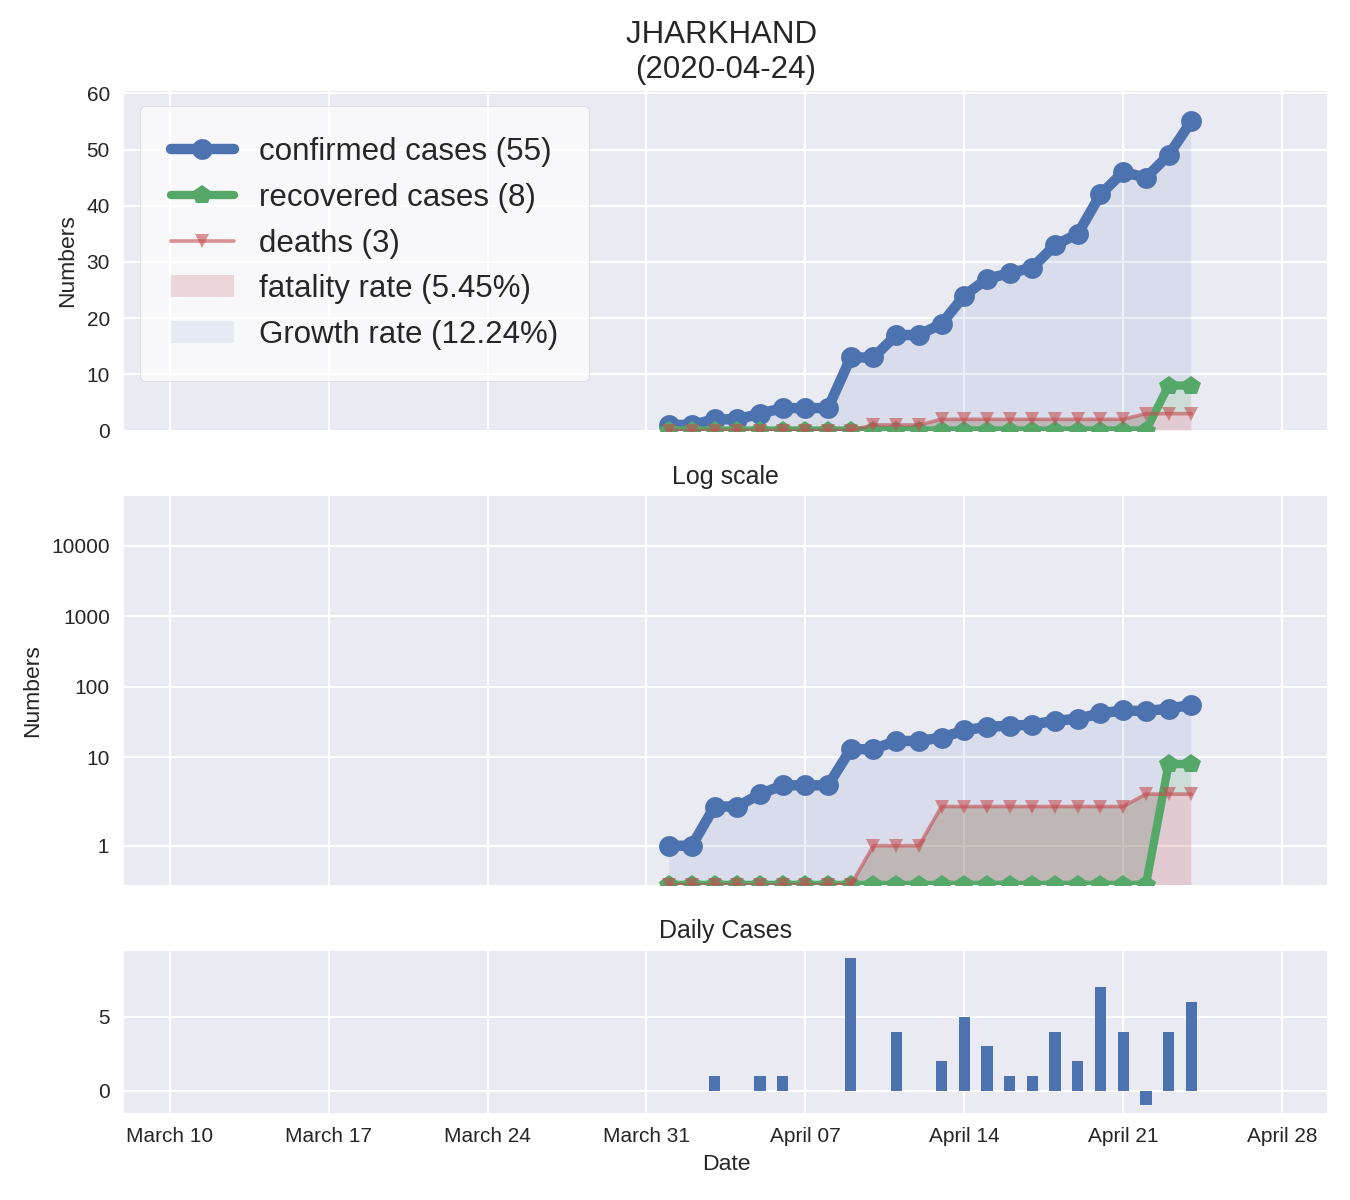 JHARKHAND
(2020-04-24)
60
50
40
30
20
10
0
Numbers
confirmed cases (55)
recovered cases (8)
deaths (3)
fatality rate (5.45%)
Growth rate (12.24%)
Log scale
10000
1000
100
10
1
Numbers
Daily Cases
5
0
March 10 March 17 March 24 March 31 April 07 April 14 April 21 April 28
Date